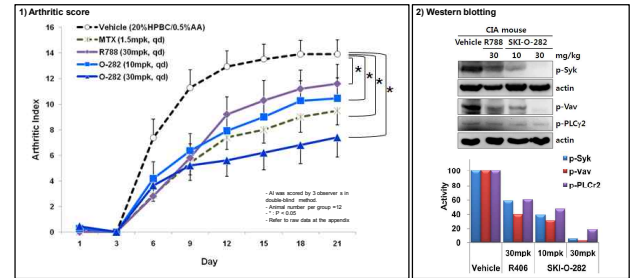 1) Arthritic score
Vehicle (20%HPBC/0.5%AA)
MTX (1.5mpk, qd)
R788 (30mpk, qd)
O-282 (10mpk, qd)
O-282 (30mpk, qd)
Arthritic Index
16
14
12
10
8
6
4
2
0
1 3 6 9 12 15 18 21
Day
* * * *
- AI was scored by 3 observer s in
double-blind method.
- Animal number per group =12
- * : P < 0.05
- Refer to raw data at the appendix
2) Western blotting
CIA mouse
Vehicle R788 SKI-O-282
30 10 30 mg/kg
p-Syk
actin
p-Vav
p-PLCγ2
actin
p-Syk
p-Vav
p-PLCr2
Activity
100
80
60
40
20
0
30mpk 10mpk 30mpk
Vehicle R406 SKI-O-282